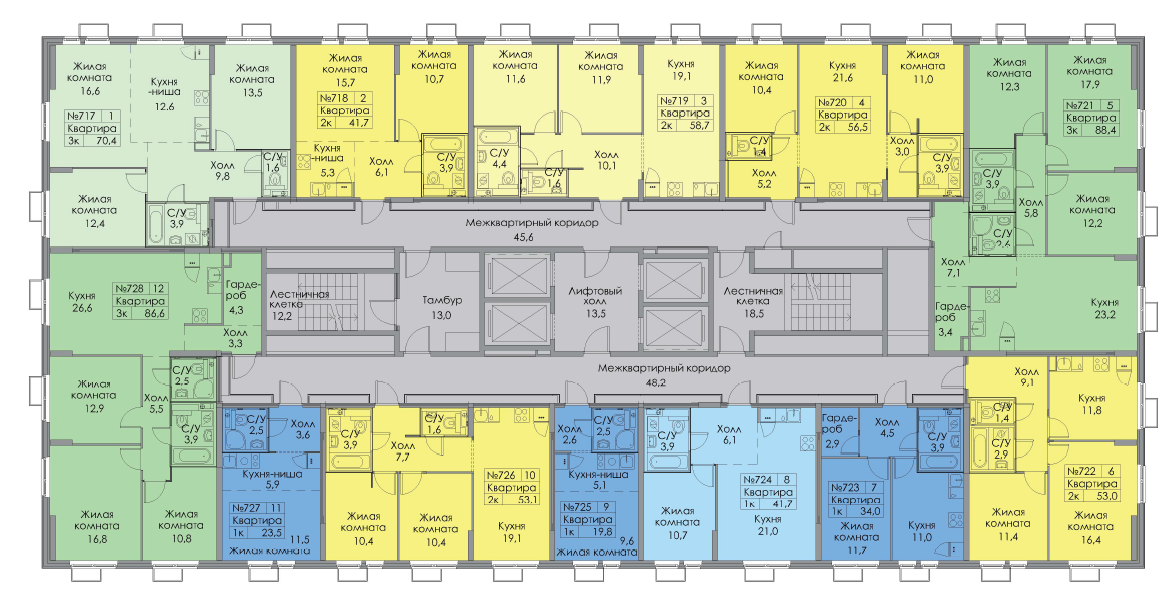 Жилая
комната
16,6
Кухня
-ниша
12,6
№717 1
Квартира
3к 70,4
Жилая
комната
13,5
Холл
9,8
С/У
1,6
Жилая
комната
12,4
С/У
3,9
Жилая
комната
15,7
№718 2
Квартира
2к 41,7
Кухня
-ниша
5,3
Холл
6,1
Жилая
комната
10,7
С/У
3,9
Жилая
комната
11,6
Жилая
комната
11,9
Кухня
19,1
№719 3
Квартира
2к 58,7
С/У
4,4
С/У
1,6
Холл
10,1
Жилая
комната
10,4
Кухня
21,6
№720 4
Квартира
2к 56,5
Жилая
комната
11,0
С/У
1,4
Холл
5,2
Холл
3,0
С/У
3,9
Жилая
комната
12,3
Жилая
комната
17,9
№721 5
Квартира
3к 88,4
С/У
3,9
Холл
5,8
Жилая
комната
12,2
С/У
2,6
Холл
7,1
Гарде-
роб
3,4
Кухня
23,2
Межквартирный коридор
45,6
Кухня
26,6
№728 12
Квартира
3к 86,6
Гарде-
роб
4,3
Холл
3,3
Лестничная
клетка
12,2
Тамбур
13,0
Лифтовый
холл
13,5
Лестничная
клетка
18,5
Межквартирный коридор
48,2
Жилая
комната
12,9
Холл
5,5
С/У
2,5
С/У
3,9
Жилая
комната
16,8
Жилая
комната
10,8
С/У
2,5
Холл
3,6
Кухня-ниша
5,9
№727 11
Квартира
1к 23,5
11,5
Жилая комната
С/У
3,9
Холл
7,7
С/У
1,6
Жилая
комната
10,4
Жилая
комната
10,4
№726 10
Квартира
2к 53,1
Кухня
19,1
Холл
2,6
С/У
2,5
Кухня-ниша
5,1
№725 9
Квартира
1к 19,8
9,6
Жилая комната
С/У
3,9
Холл
6,1
Жилая
комната
10,7
№724 8
Квартира
1к 41,7
Кухня
21,0
Гарде-
роб
2,9
Холл
4,5
С/У
3,9
№723 7
Квартира
1к 34,0
Жилая
комната
11,7
Кухня
11,0
Холл
9,1
С/У
1,4
С/У
2,9
Кухня
11,8
№722 6
Квартира
2к 53,0
Жилая
комната
11,4
Жилая
комната
16,4